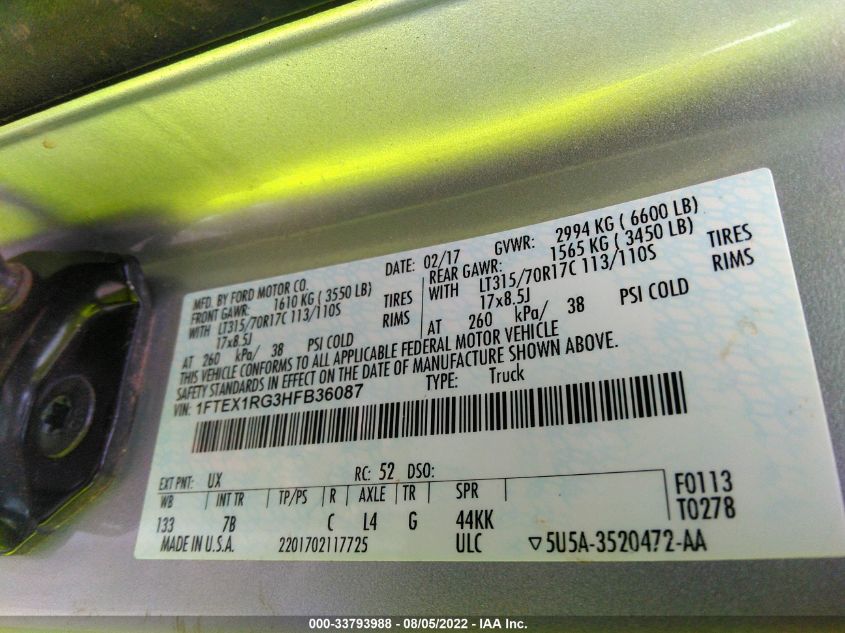 MFD. BY FORD MOTOR CO.
DATE: 02/17
GVWR: 2994 KG ( 6600 LB)
FRONT GAWR: 1610 KG ( 3550 LB)
REAR GAWR: 1565 KG ( 3450 LB)
WITH LT315/70R17C 113/110S TIRES
WITH LT315/70R17C 113/110S TIRES
17x8.5J RIMS
17x8.5J RIMS
AT 260 kPa/ 38 PSI COLD
AT 260 kPa/ 38 PSI COLD
THIS VEHICLE CONFORMS TO ALL APPLICABLE FEDERAL MOTOR VEHICLE
SAFETY STANDARDS IN EFFECT ON THE DATE OF MANUFACTURE SHOWN ABOVE.
VIN: 1FTEX1RG3HFB36087
TYPE: Truck
EXT PNT: UX RC: 52 DSO:
WB INT TR TP/PS R AXLE TR SPR
133 7B C L4 G 44KK
F0113
T0278
MADE IN U.S.A. 2201702117725 ULC ▽5U5A-3520472-AA
000-33793988 - 08/05/2022 - IAA Inc.